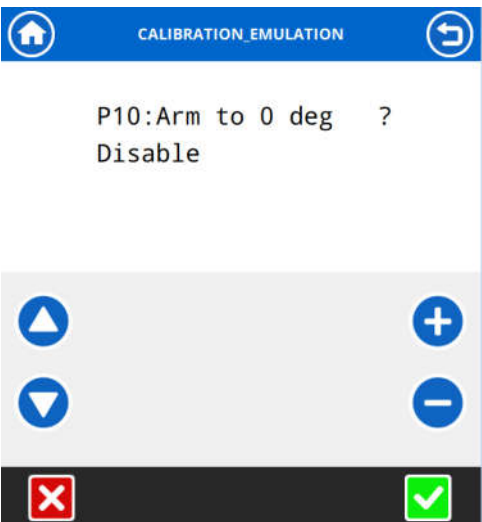 CALIBRATION_EMULATION
P10:Arm to 0 deg ?
Disable